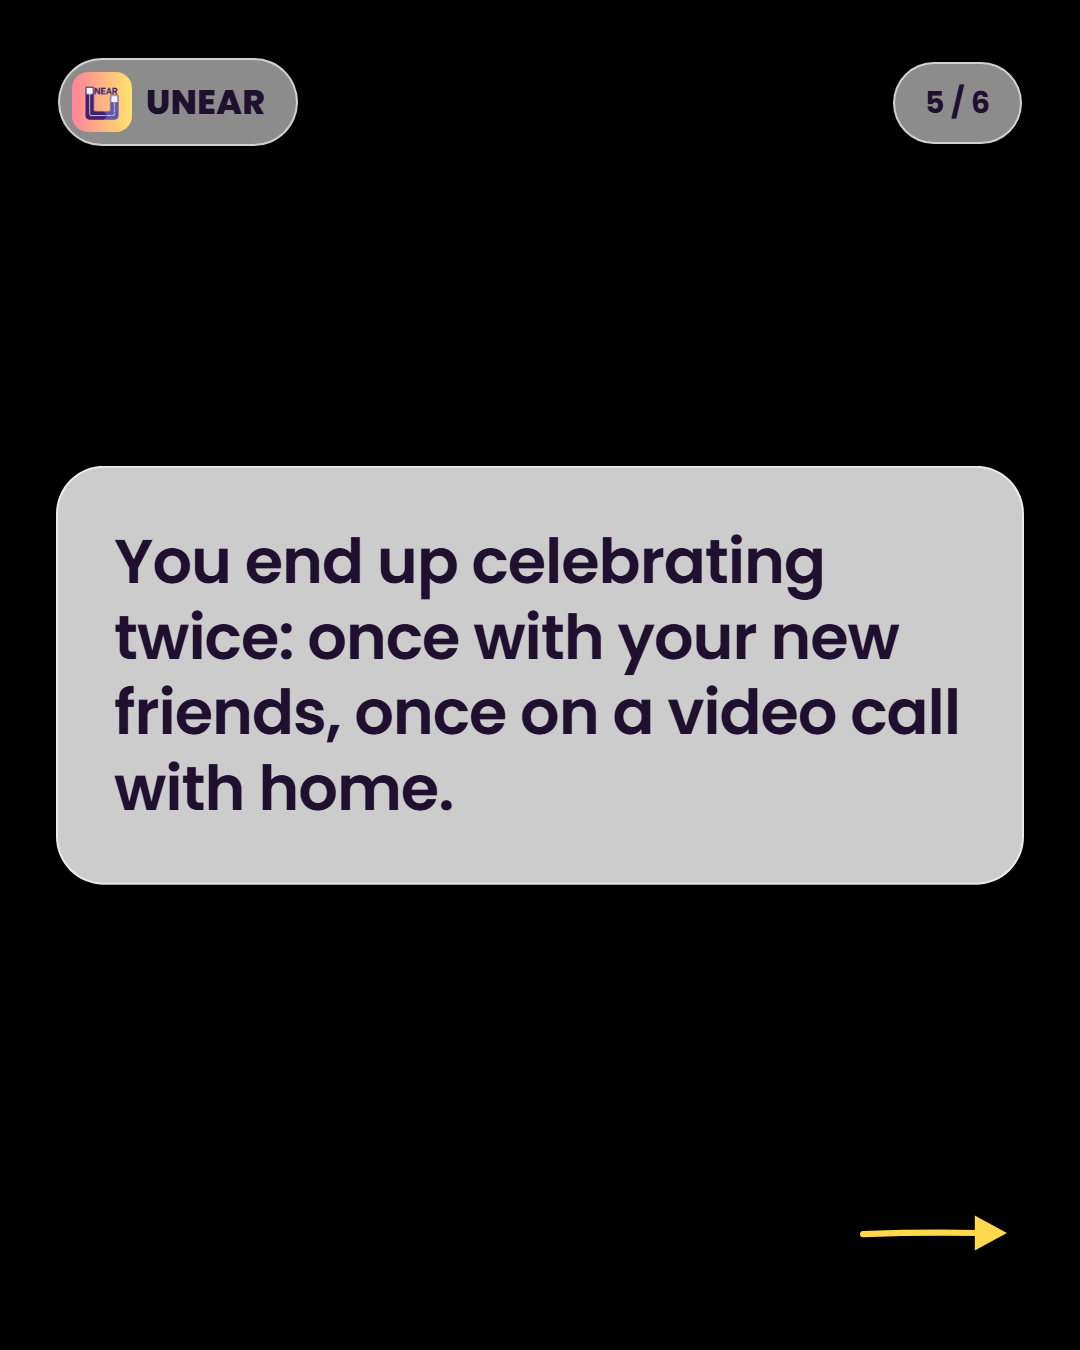 UNEAR
UNEAR
5 / 6
You end up celebrating
twice: once with your new
friends, once on a video call
with home.